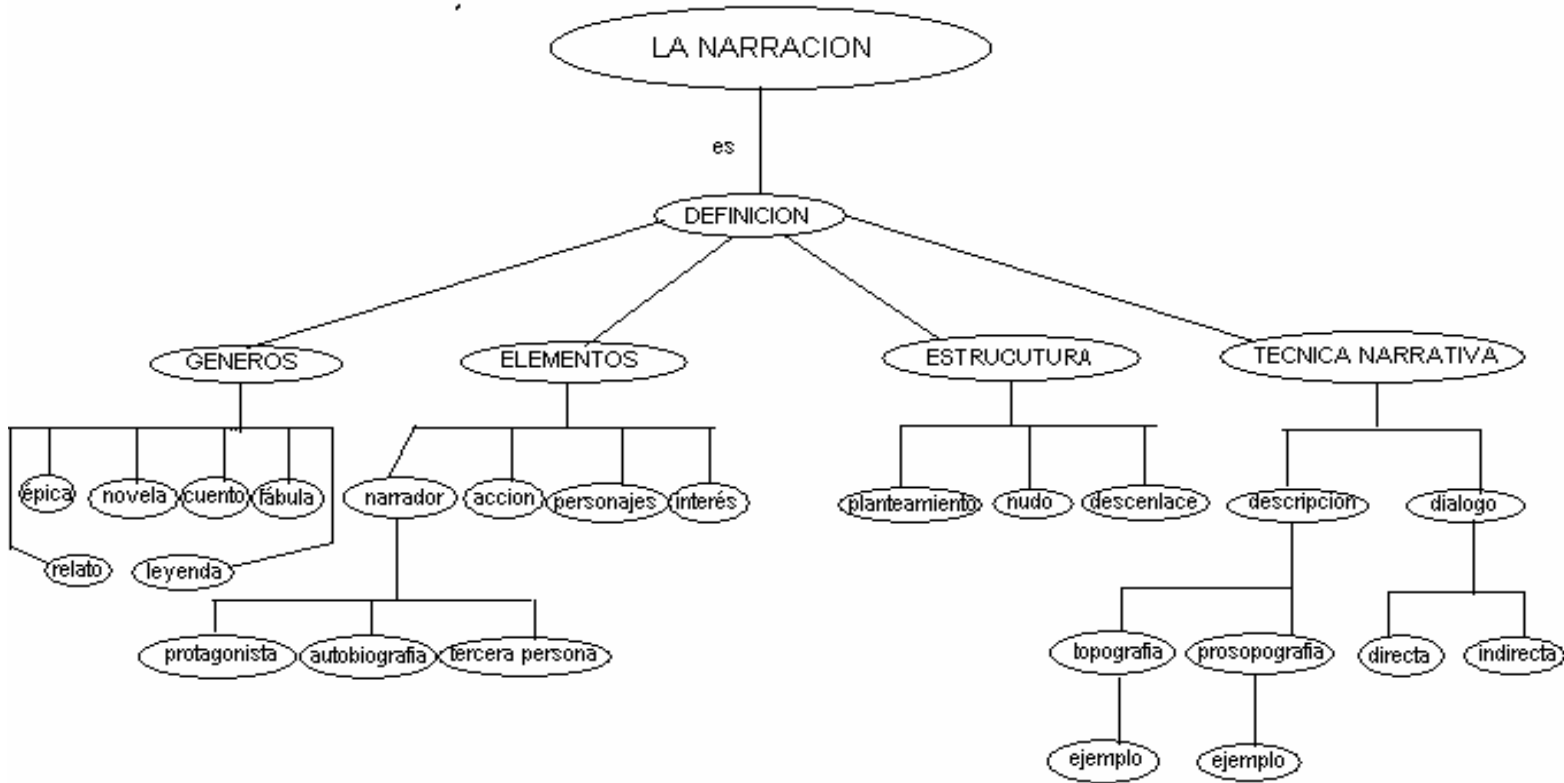 LA NARRACION
es
DEFINICION
GENEROS
ELEMENTOS
ESTRUCUTURA
TECNICA NARRATIVA
épica
novela
cuento
fábula
narrador
accion
personajes
interés
planteamiento
nudo
descenlace
descripcion
dialogo
relato
leyenda
protagonista
autobiografia
tercera persona
topografia
prosopografia
directa
indirecta
ejemplo
ejemplo